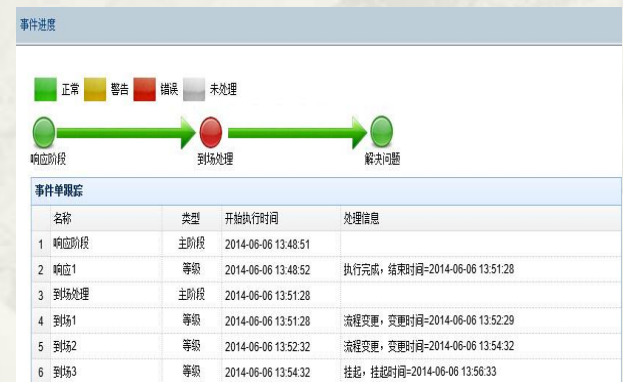 事件进度
正常 警告 错误 未处理
响应阶段 到场处理 解决问题
事件单跟踪
名称 类型 开始执行时间 处理信息
1 响应阶段 主阶段 2014-06-06 13:48:51
2 响应1 等级 2014-06-06 13:48:52 执行完成，结束时间=2014-06-06 13:51:28
3 到场处理 主阶段 2014-06-06 13:51:28
4 到场1 等级 2014-06-06 13:51:28 流程变更，变更时间=2014-06-06 13:52:29
5 到场2 等级 2014-06-06 13:52:32 流程变更，变更时间=2014-06-06 13:54:32
6 到场3 等级 2014-06-06 13:54:32 挂起，挂起时间=2014-06-06 13:56:33